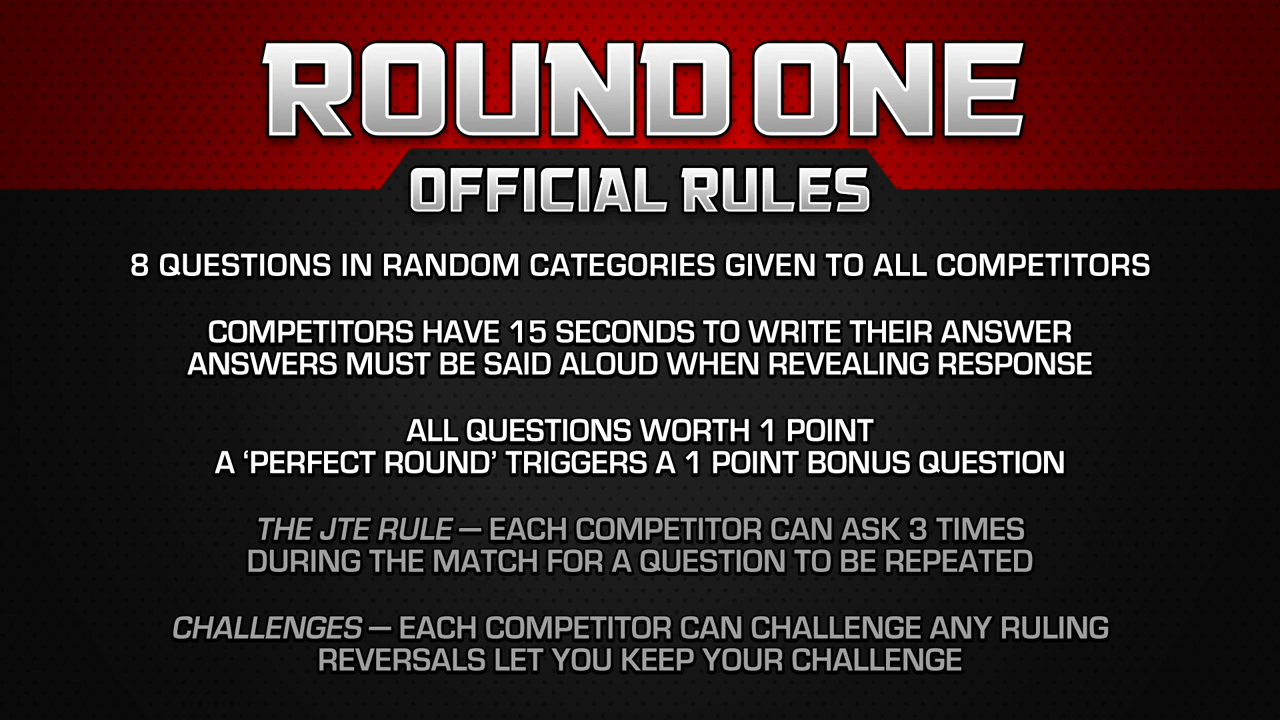 ROUND ONE
OFFICIAL RULES
8 QUESTIONS IN RANDOM CATEGORIES GIVEN TO ALL COMPETITORS
COMPETITORS HAVE 15 SECONDS TO WRITE THEIR ANSWER
ANSWERS MUST BE SAID ALOUD WHEN REVEALING RESPONSE
ALL QUESTIONS WORTH 1 POINT
A ‘PERFECT ROUND’ TRIGGERS A 1 POINT BONUS QUESTION
THE JTE RULE – EACH COMPETITOR CAN ASK 3 TIMES
DURING THE MATCH FOR A QUESTION TO BE REPEATED
CHALLENGES – EACH COMPETITOR CAN CHALLENGE ANY RULING
REVERSALS LET YOU KEEP YOUR CHALLENGE